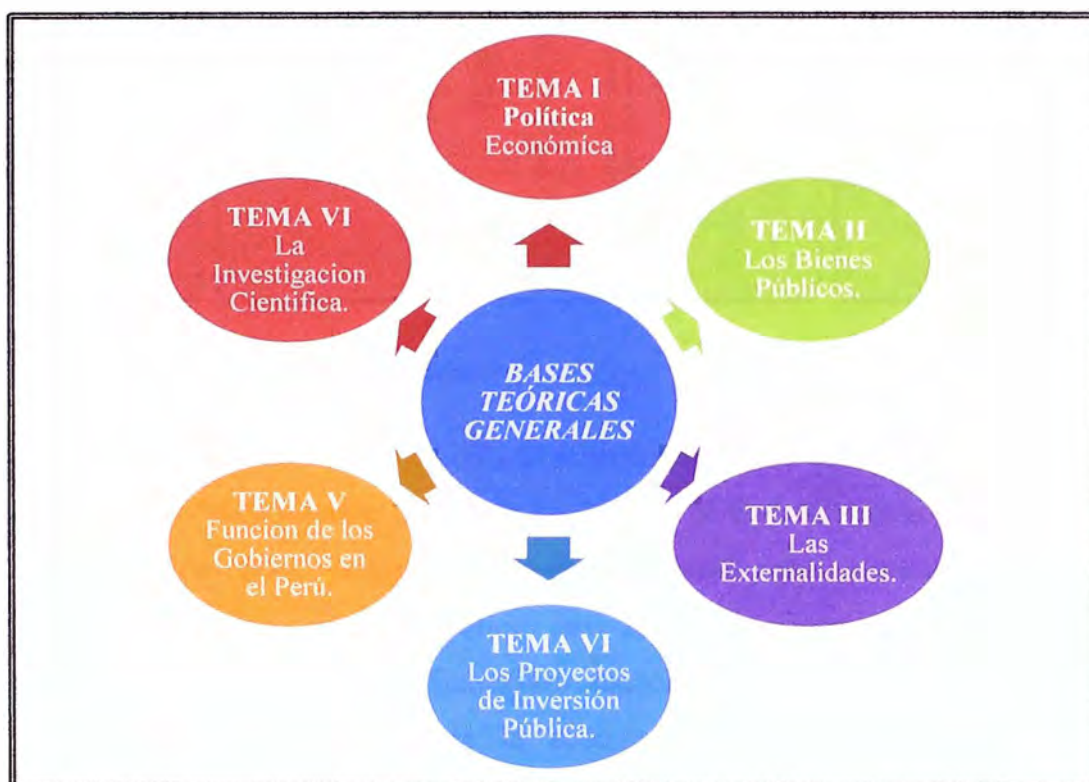 TEMA I
Política
Económica
TEMA II
Los Bienes
Públicos.
TEMA III
Las
Externalidades.
TEMA VI
Los Proyectos
de Inversión
Pública.
TEMA V
Funcion de los
Gobiernos en
el Perú.
TEMA VI
La
Investigacion
Cientifica.
BASES
TEÓRICAS
GENERALES